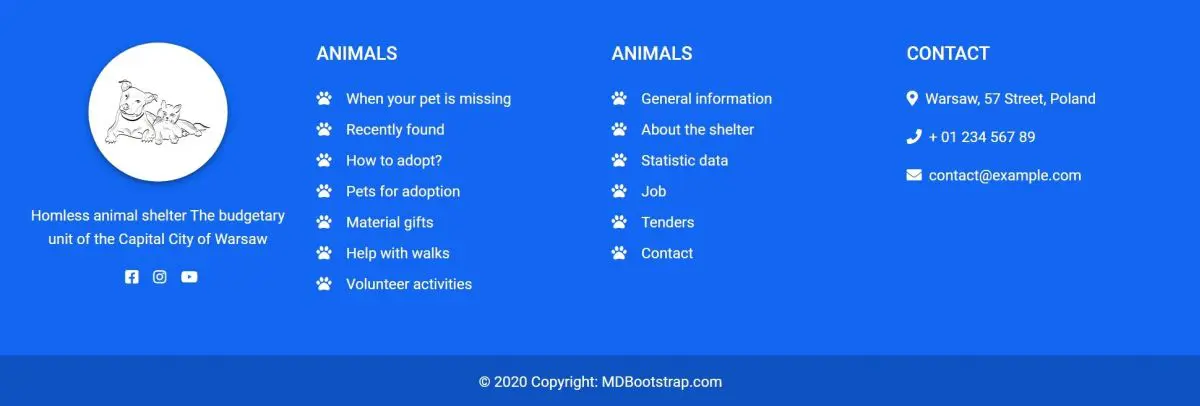 Homless animal shelter The budgetary
unit of the Capital City of Warsaw
ANIMALS
When your pet is missing
Recently found
How to adopt?
Pets for adoption
Material gifts
Help with walks
Volunteer activities
ANIMALS
General information
About the shelter
Statistic data
Job
Tenders
Contact
CONTACT
Warsaw, 57 Street, Poland
+ 01 234 567 89
contact@example.com
© 2020 Copyright: MDBootstrap.com